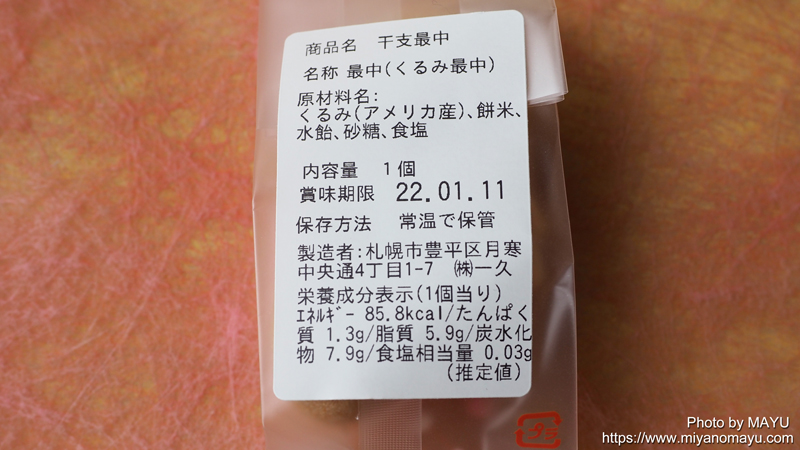 商品名　干支最中
名称 最中(くるみ最中)
原材料名:
くるみ(アメリカ産)、餅米、
水飴、砂糖、食塩
内容量　1個
賞味期限 22.01.11
保存方法　常温で保管
製造者:札幌市豊平区月寒
中央通4丁目1-7　㈱一久
栄養成分表示(1個当り)
ｴﾈﾙｷﾞｰ 85.8kcal/たんぱく
質 1.3g/脂質 5.9g/炭水化
物 7.9g/食塩相当量 0.03g
(推定値)
プラ
Photo by MAYU
https://www.miyanomayu.com/